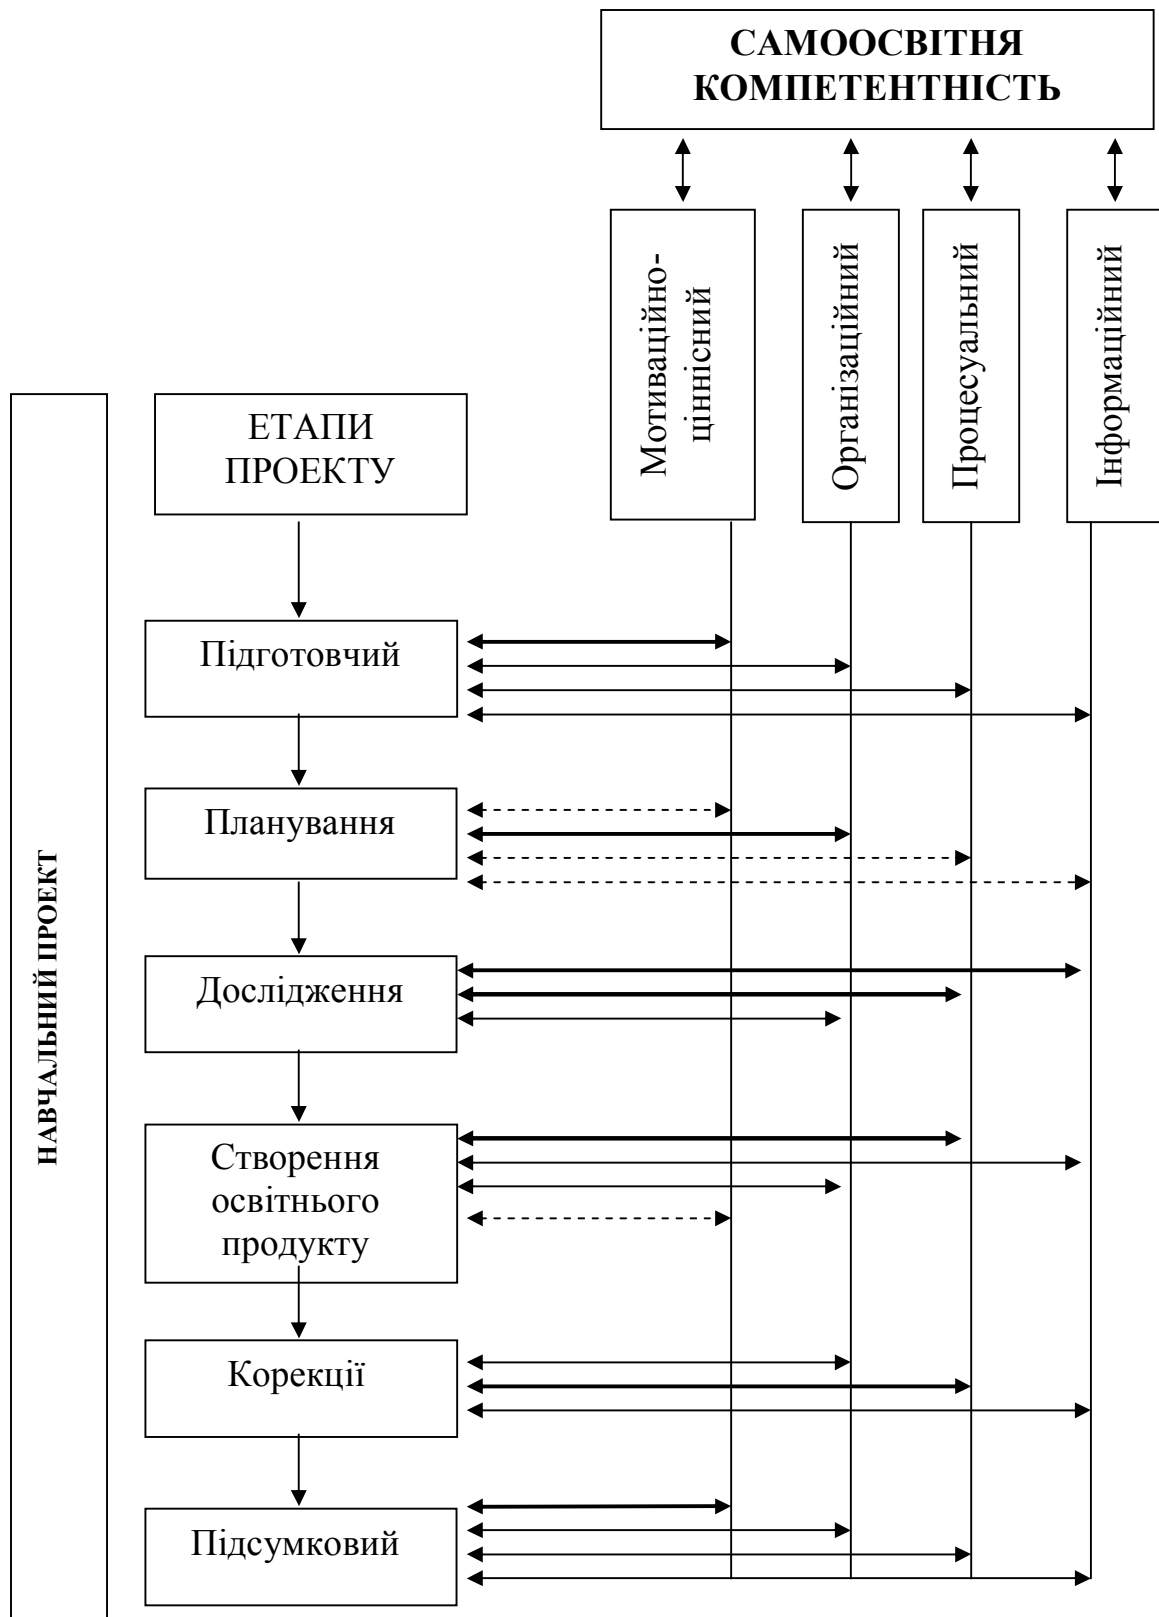 САМООСВІТНЯ
КОМПЕТЕНТНІСТЬ
Мотиваційно-
ціннісний
Організаційний
Процесуальний
Інформаційний
НАВЧАЛЬНИЙ ПРОЕКТ
ЕТАПИ
ПРОЕКТУ
Підготовчий
Планування
Дослідження
Створення
освітнього
продукту
Корекції
Підсумковий